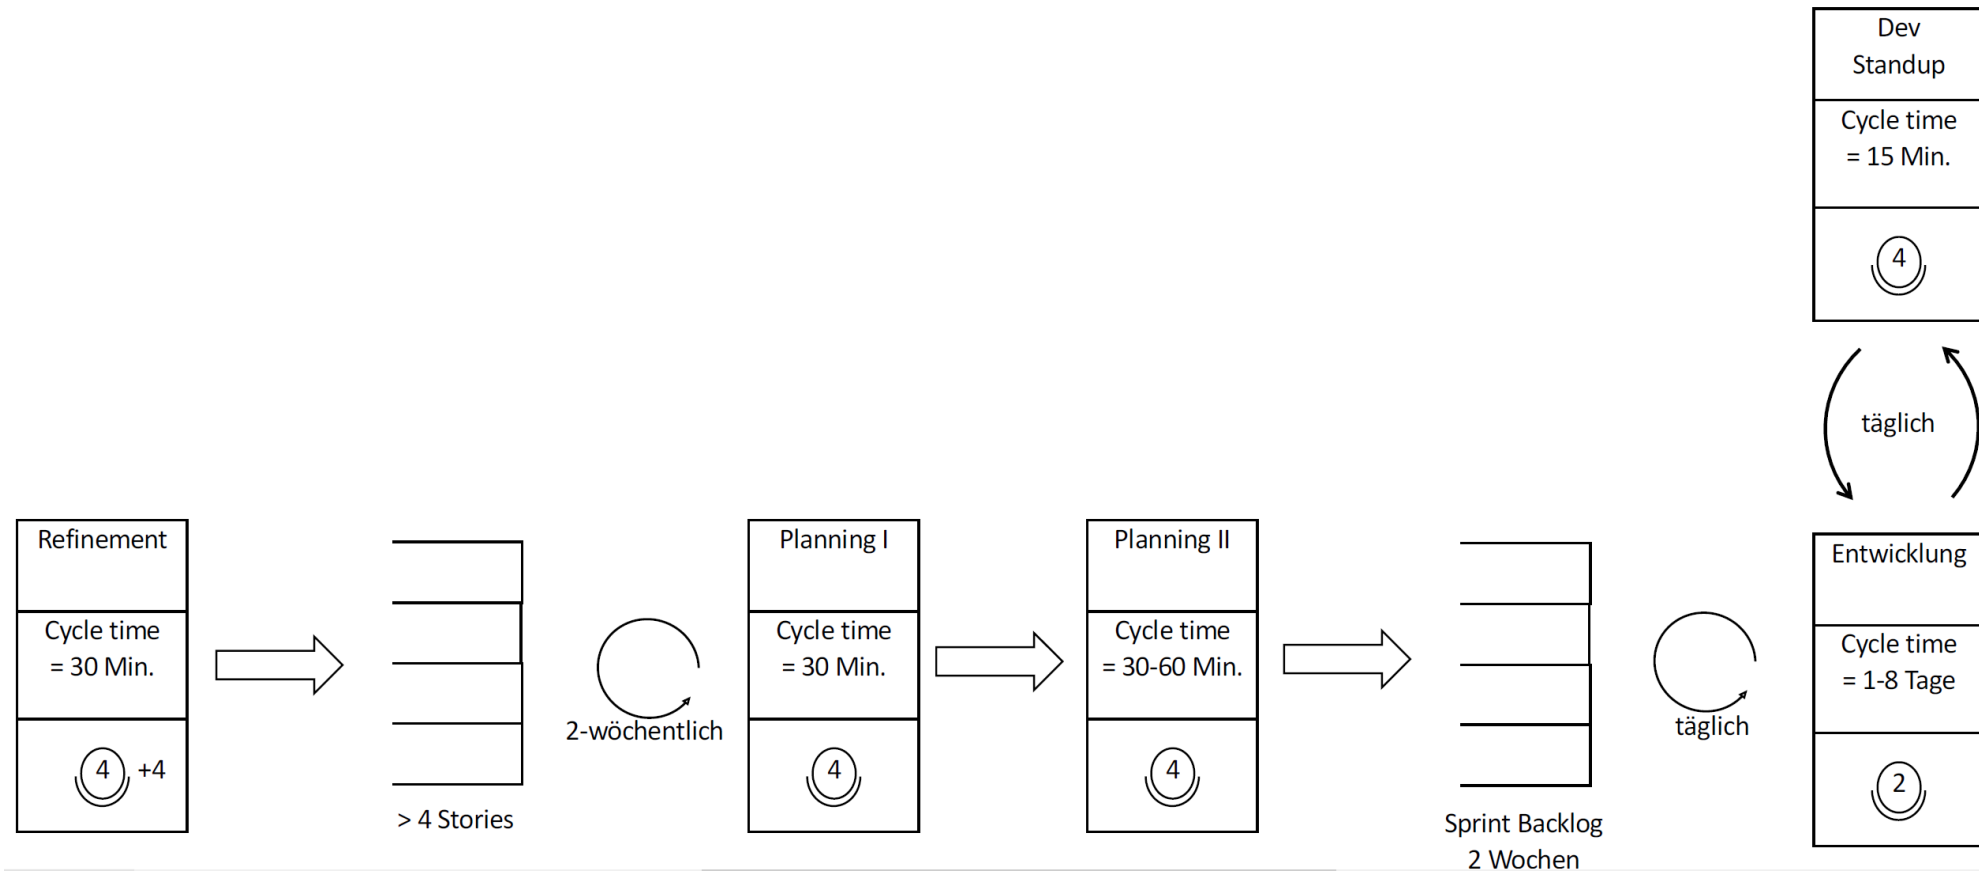 Dev
Standup
Cycle time
= 15 Min.
4
täglich
Refinement
Cycle time
= 30 Min.
4 +4
> 4 Stories
2-wöchentlich
Planning I
Cycle time
= 30 Min.
4
Planning II
Cycle time
= 30-60 Min.
4
Sprint Backlog
2 Wochen
täglich
Entwicklung
Cycle time
= 1-8 Tage
2